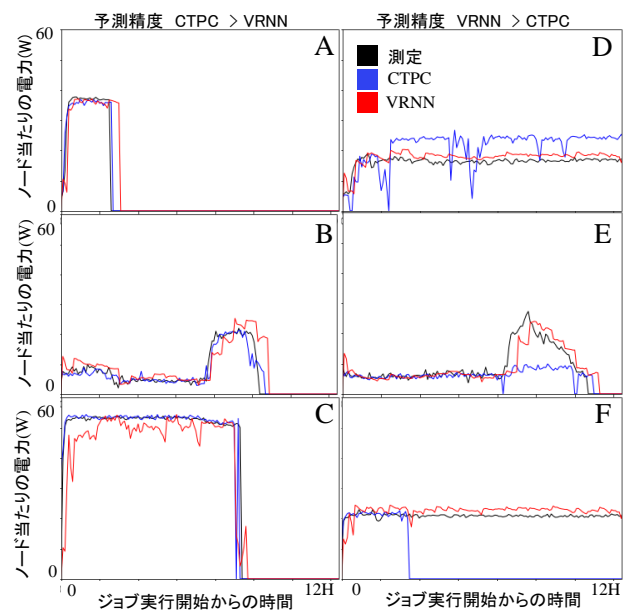 予測精度 CTPC > VRNN
予測精度 VRNN > CTPC
60
A
D
測定
CTPC
VRNN
ノード当たりの電力(W)
0
0
60
B
E
ノード当たりの電力(W)
0
60
C
F
ノード当たりの電力(W)
0
0
12H
0
12H
ジョブ実行開始からの時間
ジョブ実行開始からの時間